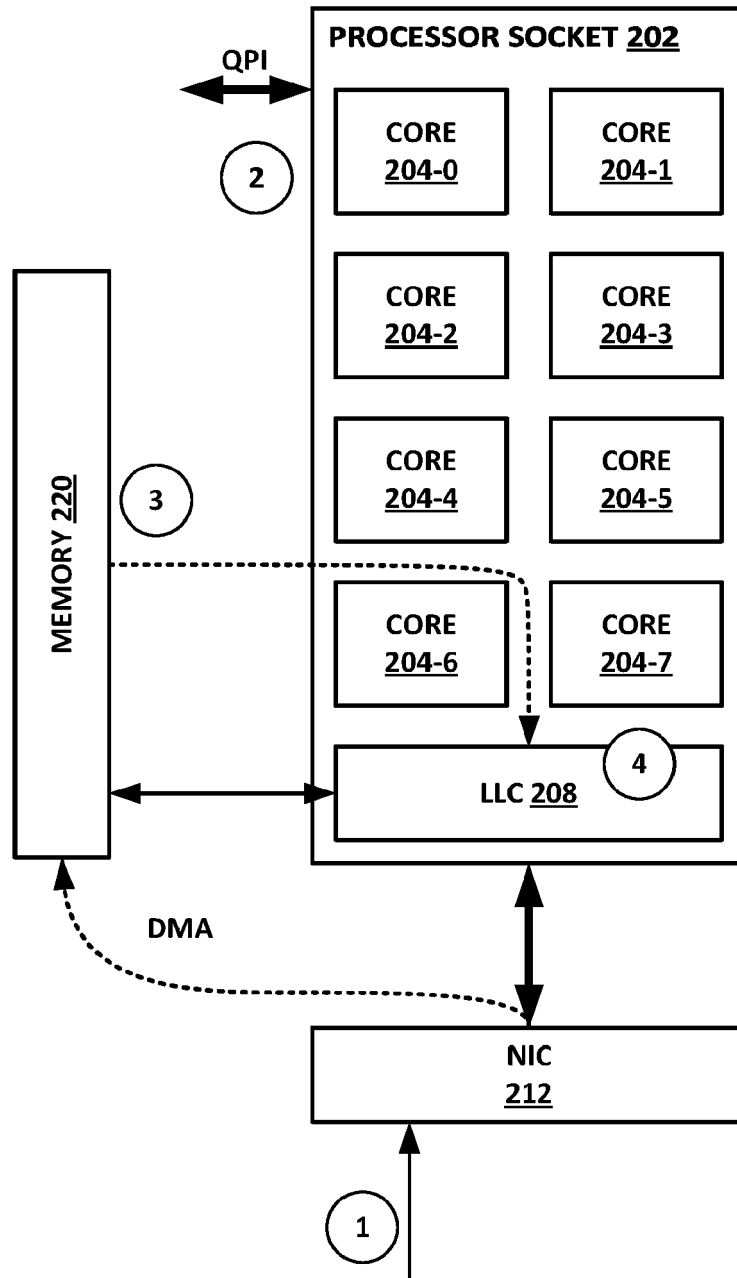 PROCESSOR SOCKET 202
QPI
CORE
204-0
CORE
204-1
2
CORE
204-2
CORE
204-3
MEMORY 220
3
CORE
204-4
CORE
204-5
CORE
204-6
CORE
204-7
4
LLC 208
DMA
NIC
212
1